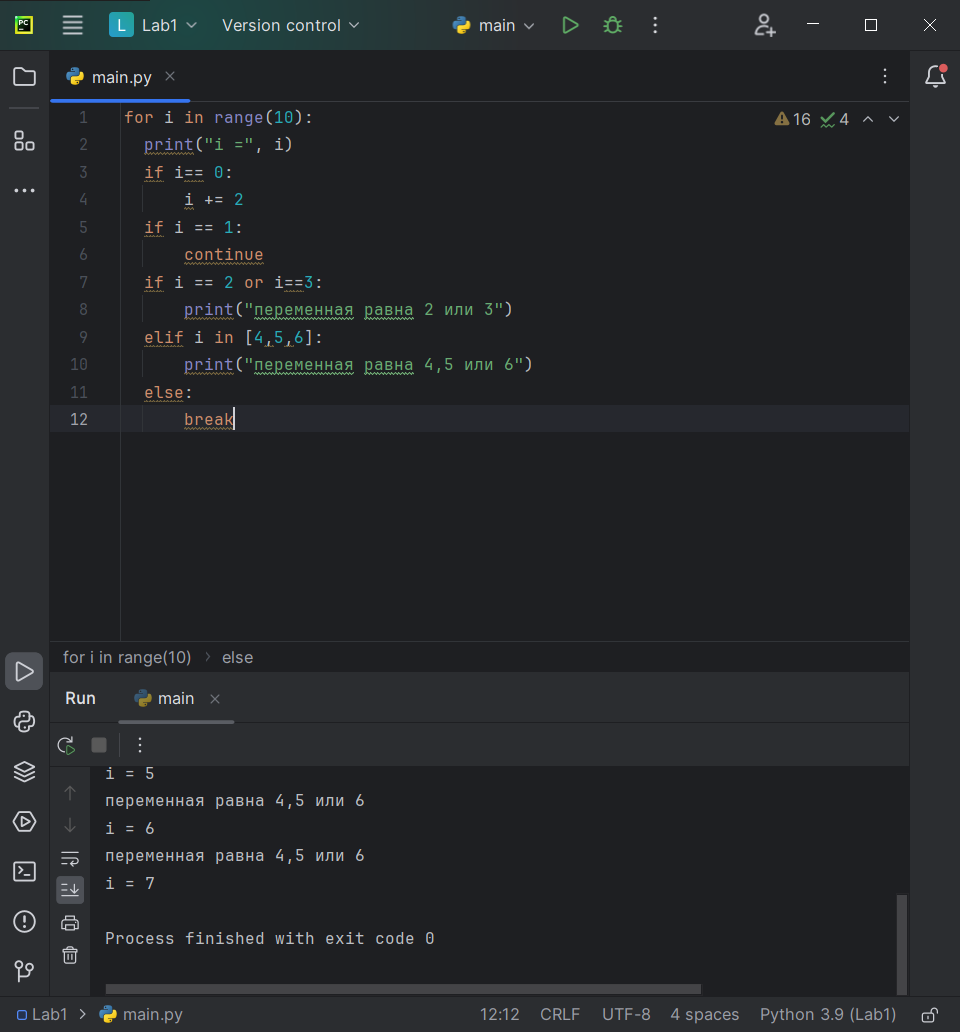 PC
L Lab1 Version control main
main.py
1 for i in range(10):
2 print("i =", i)
3 if i== 0:
4 i += 2
5 if i == 1:
6 continue
7 if i == 2 or i==3:
8 print("переменная равна 2 или 3")
9 elif i in [4,5,6]:
10 print("переменная равна 4,5 или 6")
11 else:
12 break
16 4
for i in range(10) > else
Run main
i = 5
переменная равна 4,5 или 6
i = 6
переменная равна 4,5 или 6
i = 7
Process finished with exit code 0
Lab1 > main.py 12:12 CRLF UTF-8 4 spaces Python 3.9 (Lab1)